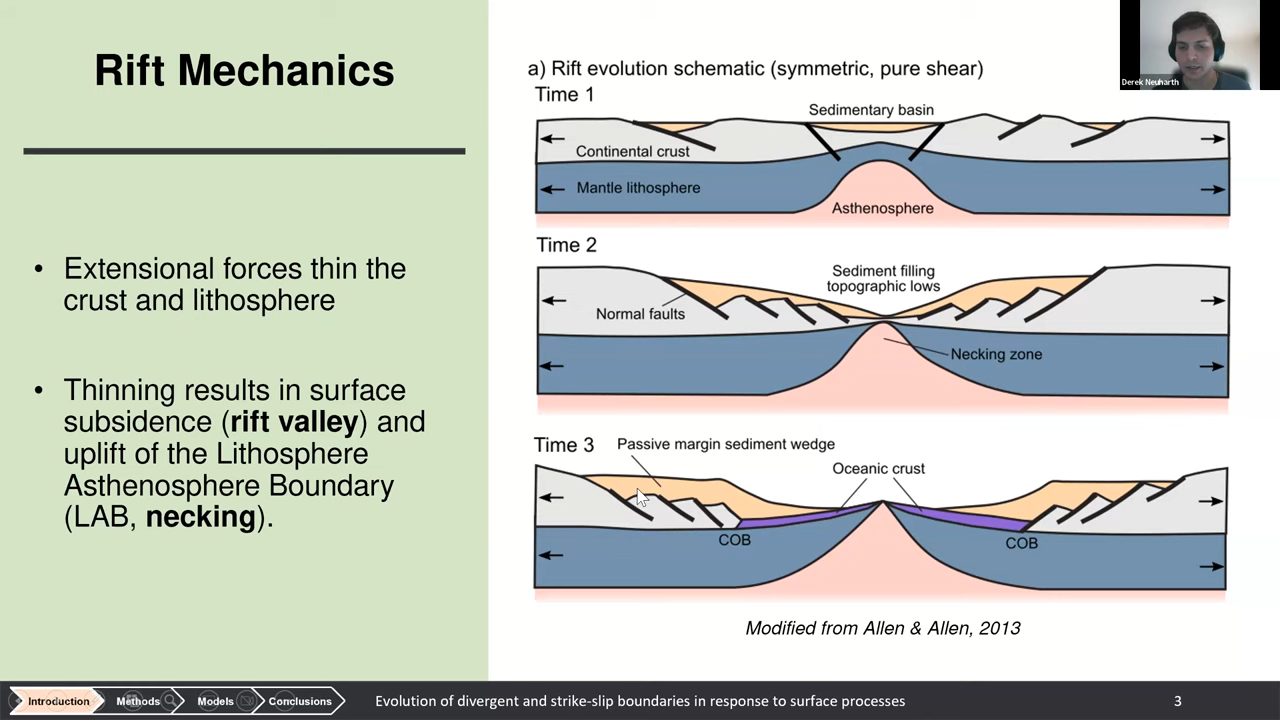 Rift Mechanics
• Extensional forces thin the
crust and lithosphere
• Thinning results in surface
subsidence (rift valley) and
uplift of the Lithosphere
Asthenosphere Boundary
(LAB, necking).
a) Rift evolution schematic (symmetric, pure shear)
Time 1
Sedimentary basin
Continental crust
Mantle lithosphere
Asthenosphere
Time 2
Sediment filling
topographic lows
Normal faults
Necking zone
Time 3
Passive margin sediment wedge
Oceanic crust
COB
COB
Modified from Allen & Allen, 2013
Derek Neuharth
Introduction
Methods
Models
Conclusions
Evolution of divergent and strike-slip boundaries in response to surface processes
3